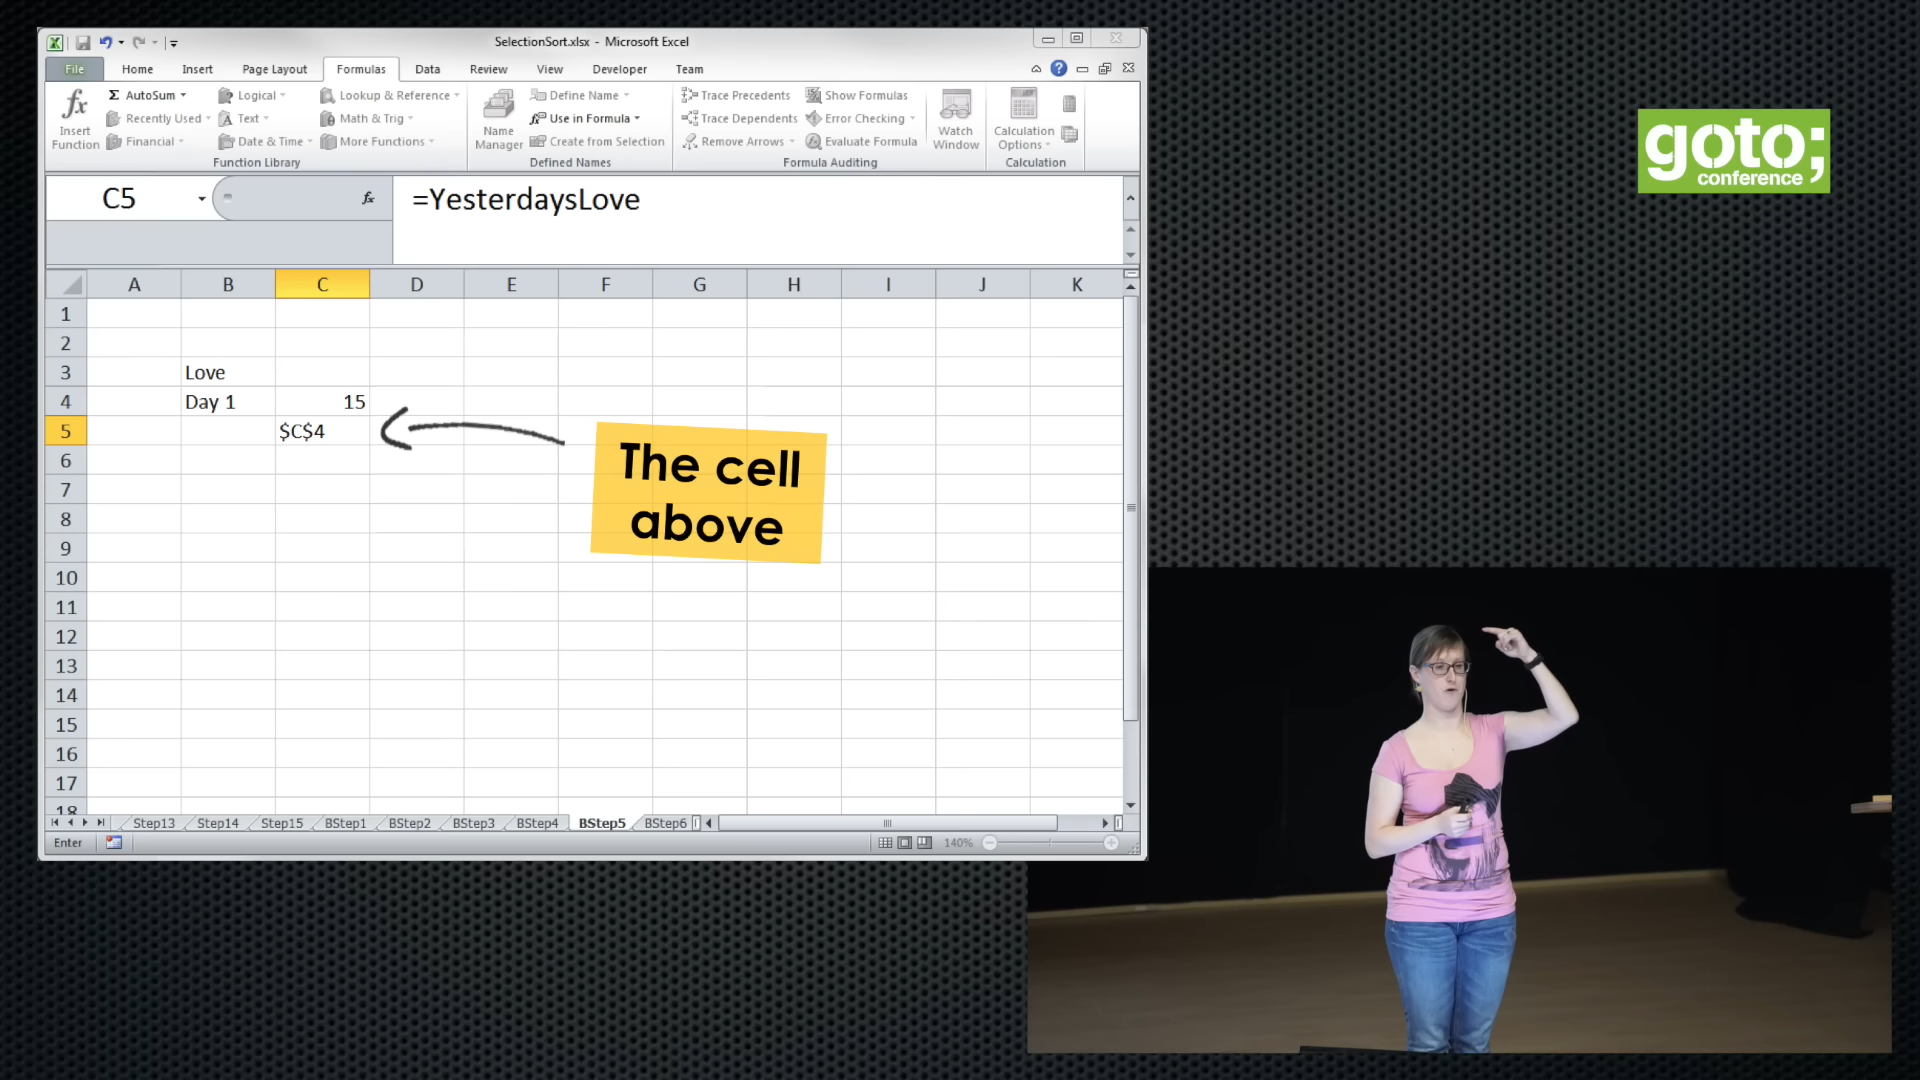 SelectionSort.xlsx - Microsoft Excel
File Home Insert Page Layout Formulas Data Review View Developer Team
Insert Function
Σ AutoSum
Recently Used
Financial
Logical
Text
Date & Time
Lookup & Reference
Math & Trig
More Functions
Function Library
Name Manager
Define Name
Use in Formula
Create from Selection
Defined Names
Trace Precedents
Trace Dependents
Remove Arrows
Show Formulas
Error Checking
Evaluate Formula
Formula Auditing
Watch Window
Calculation Options
Calculation
C5 fx =YesterdaysLove
A B C D E F G H I J K
1
2
3 Love
4 Day 1 15
5 $C$4
6
7
8
9
10
11
12
13
14
15
16
17
18
The cell
above
Step13 Step14 Step15 BStep1 BStep2 BStep3 BStep4 BStep5 BStep6
Enter 140%
goto;
conference